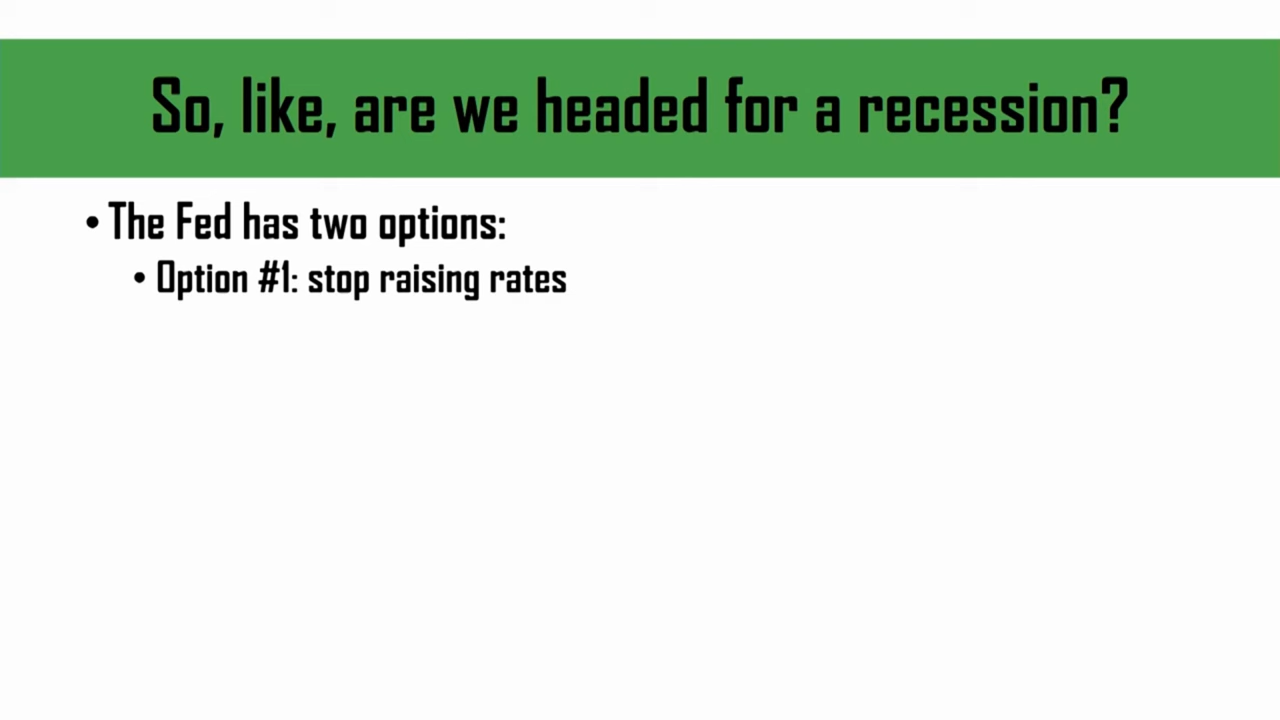 So, like, are we headed for a recession?
• The Fed has two options:
• Option #1: stop raising rates